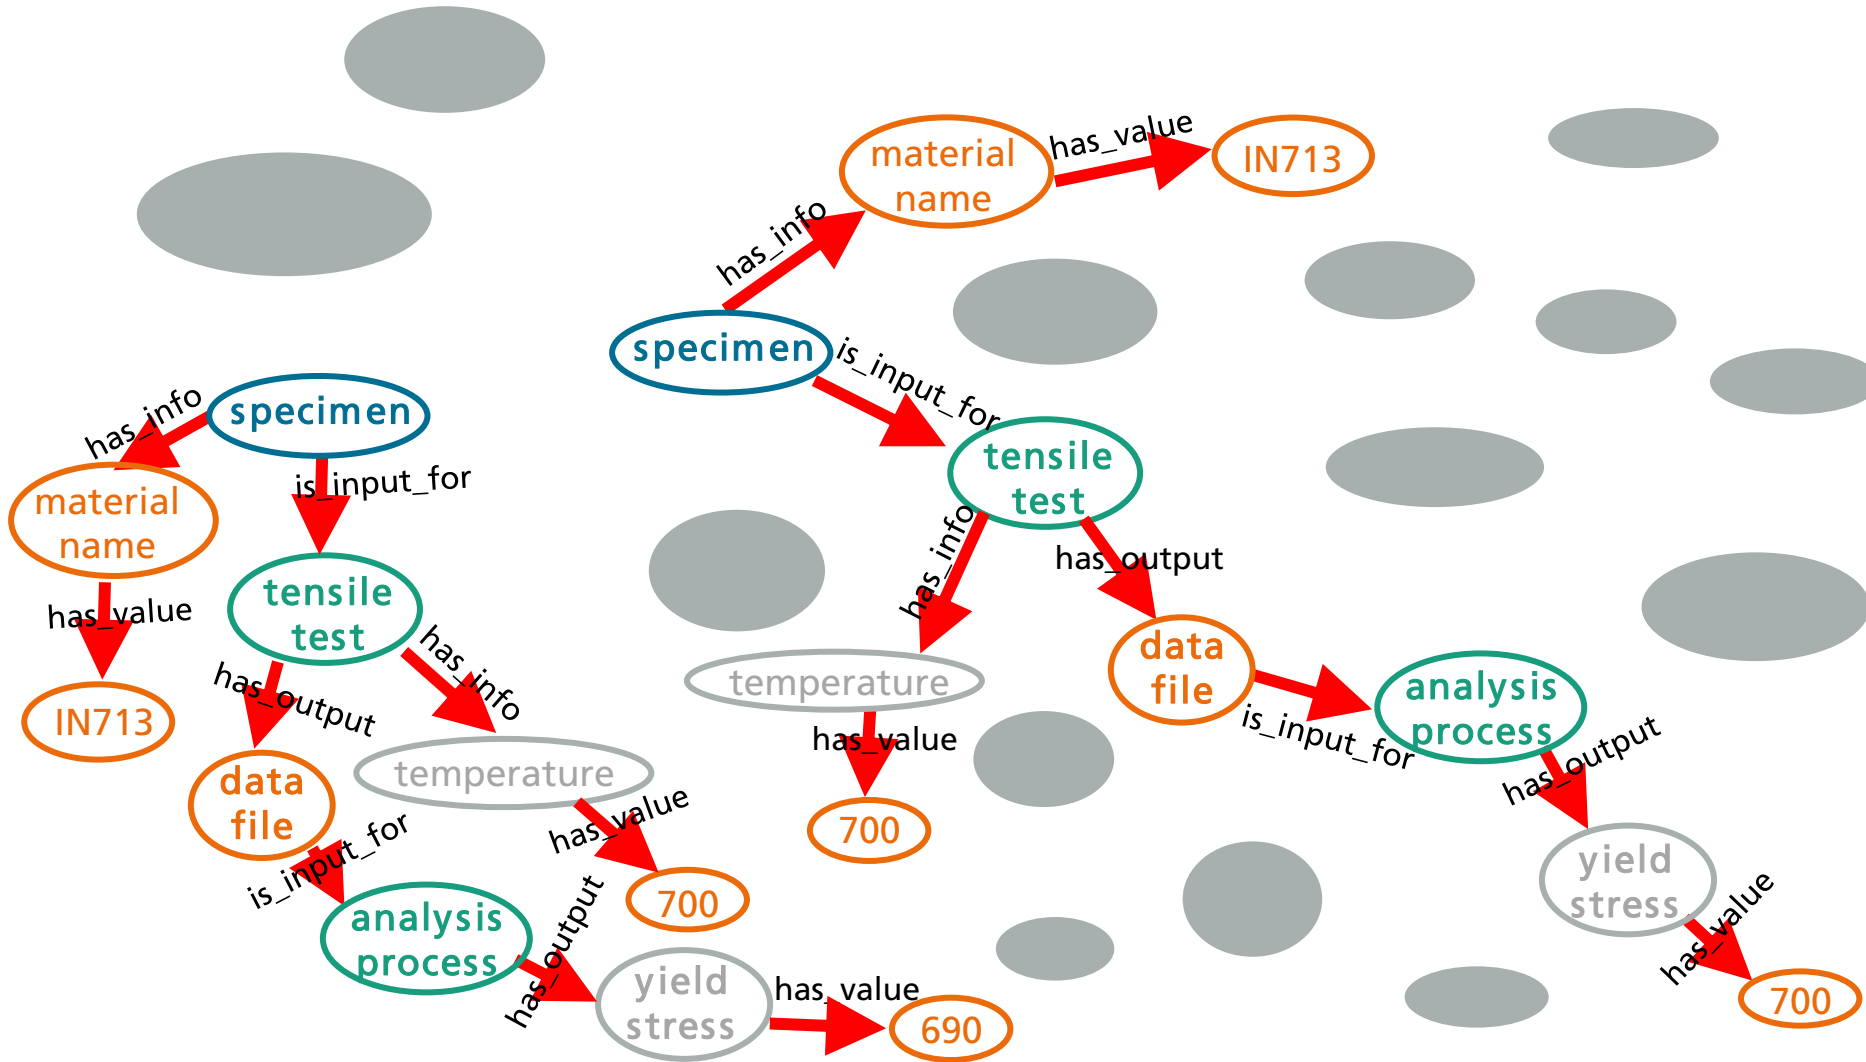 material
name
has_value
IN713
has_info
specimen
is_input_for
tensile
test
has_info
has_output
temperature
has_value
700
data
file
is_input_for
analysis
process
has_output
yield
stress
has_value
700
specimen
has_info
is_input_for
material
name
has_value
IN713
tensile
test
has_output
has_info
data
file
temperature
has_value
700
is_input_for
analysis
process
has_output
yield
stress
has_value
690